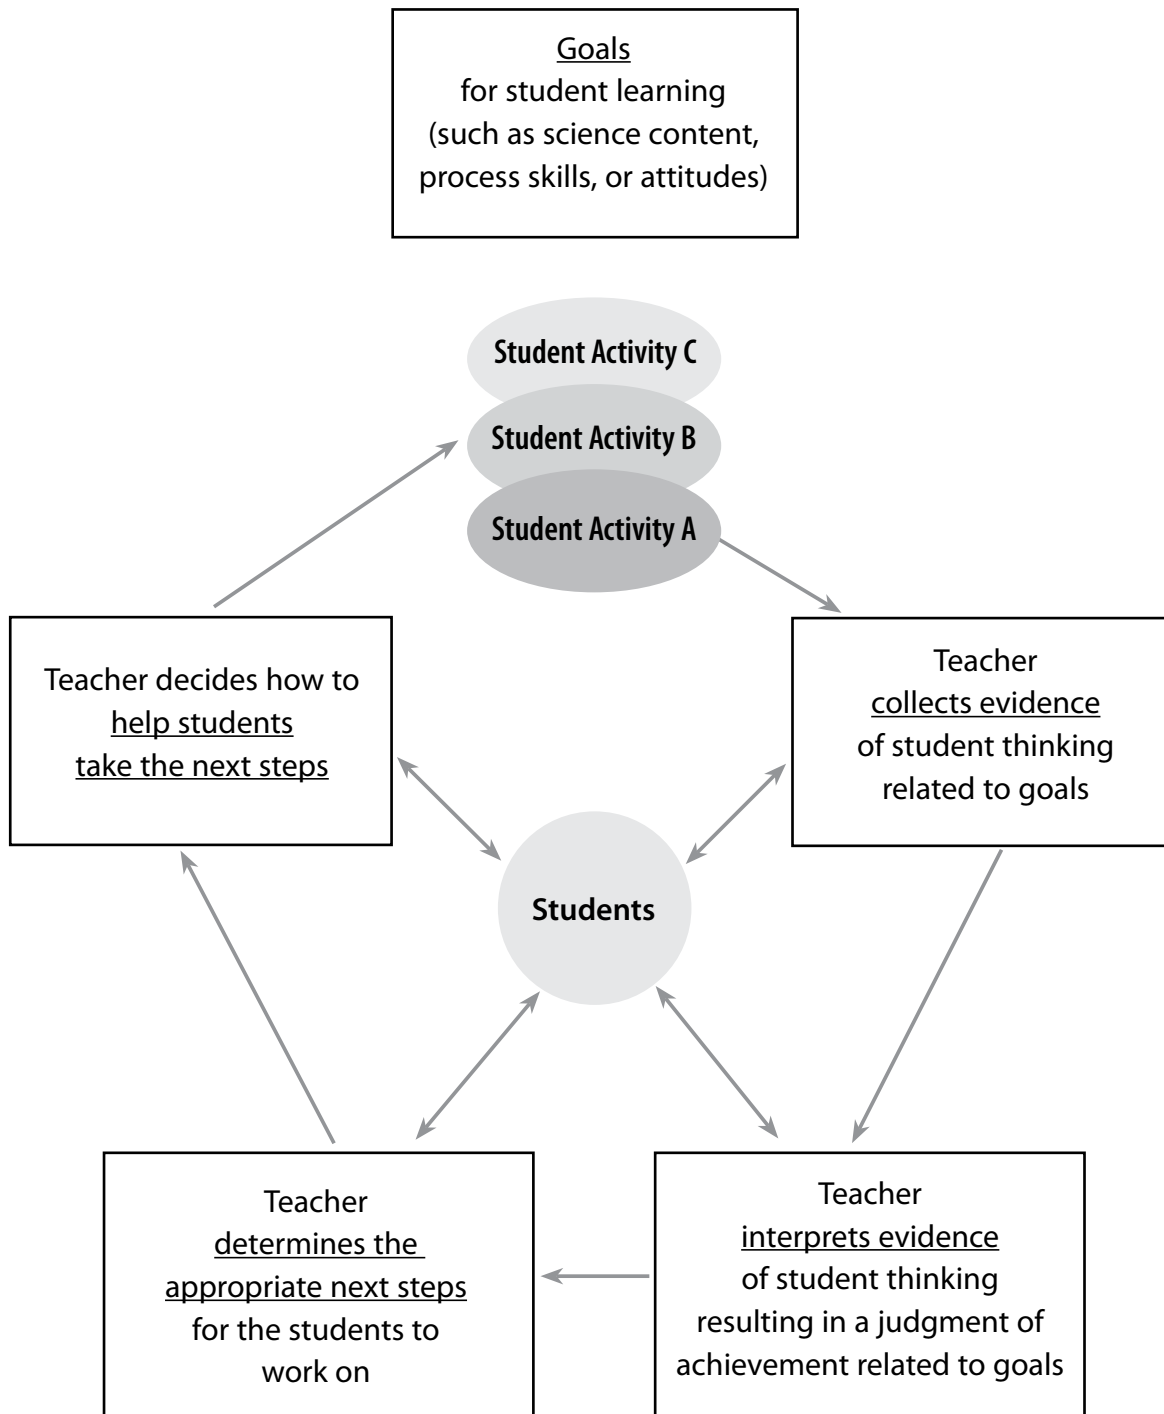 Goals
for student learning
(such as science content,
process skills, or attitudes)
Student Activity C
Student Activity B
Student Activity A
Teacher decides how to
help students
take the next steps
Teacher
collects evidence
of student thinking
related to goals
Students
Teacher
determines the
appropriate next steps
for the students to
work on
Teacher
interprets evidence
of student thinking
resulting in a judgment of
achievement related to goals